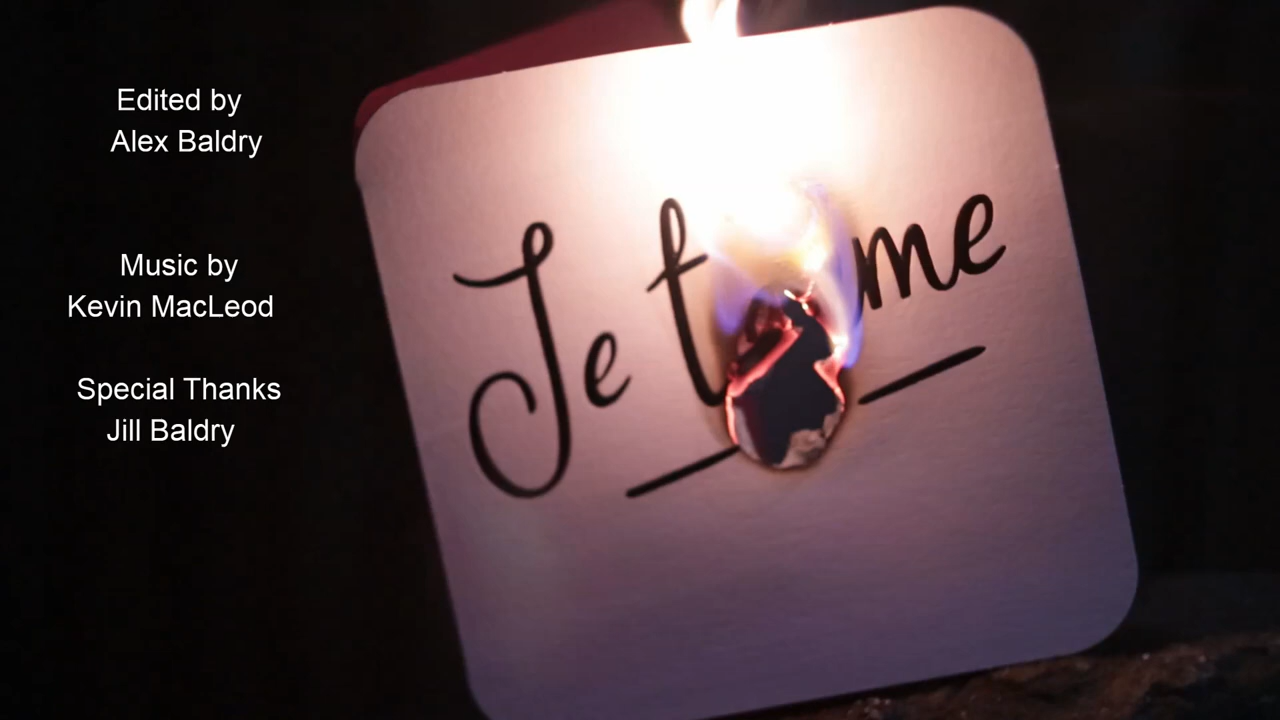 Edited by
Alex Baldry
Music by
Kevin MacLeod
Special Thanks
Jill Baldry
Je t me